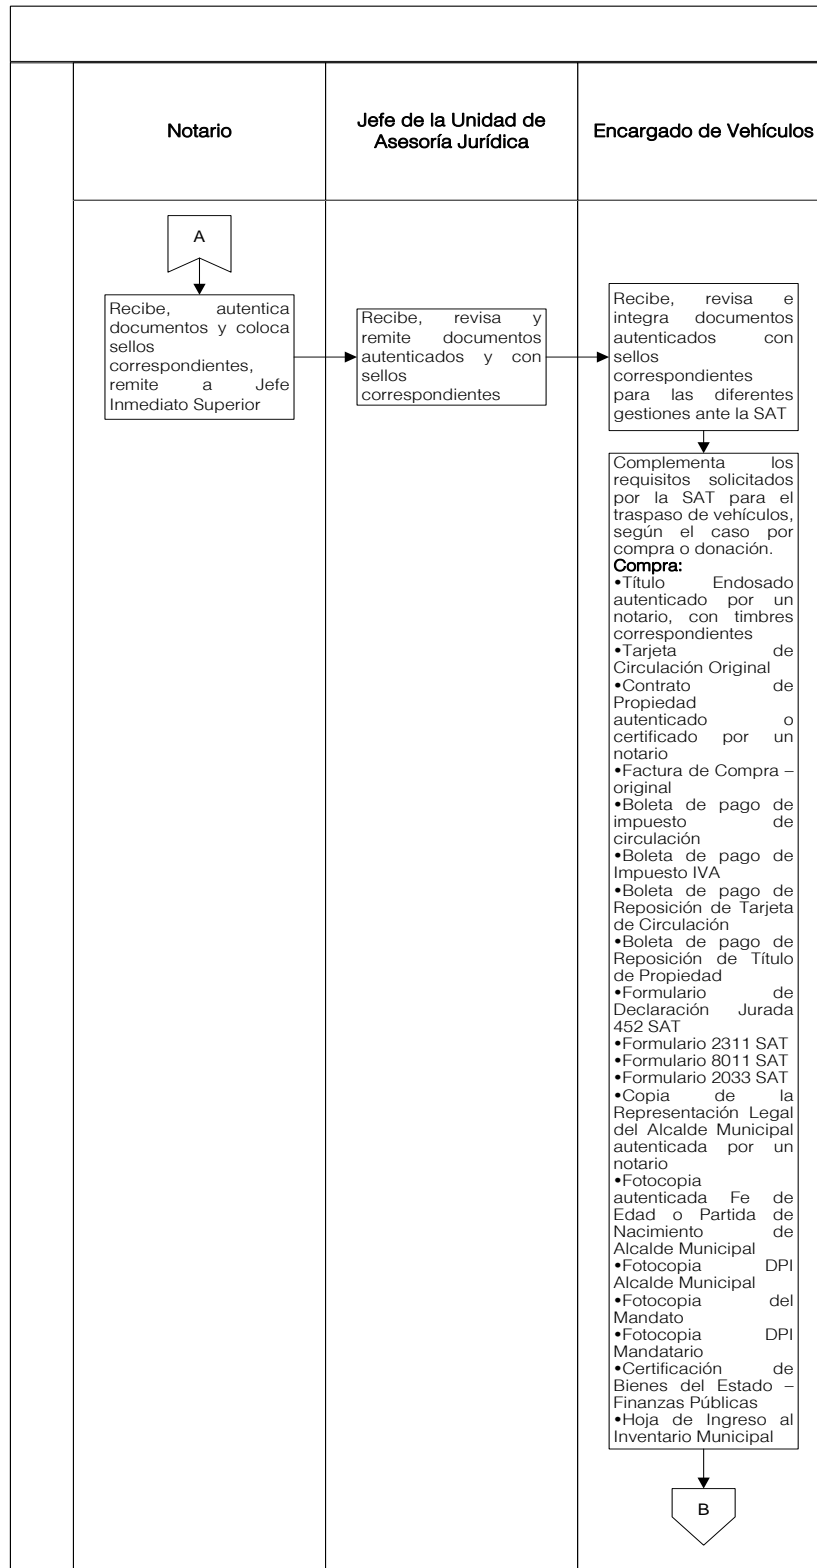 Notario
Jefe de la Unidad de
Asesoría Jurídica
Encargado de Vehículos
A
Recibe, autentica
documentos y coloca
sellos
correspondientes,
remite a Jefe
Inmediato Superior
Recibe, revisa y
remite documentos
autenticados y con
sellos
correspondientes
Recibe, revisa e
integra documentos
autenticados con
sellos
correspondientes
para las diferentes
gestiones ante la SAT
Complementa los
requisitos solicitados
por la SAT para el
traspaso de vehículos,
según el caso por
compra o donación.
Compra:
•Título Endosado
autenticado por un
notario, con timbres
correspondientes
•Tarjeta de
Circulación Original
•Contrato de
Propiedad
autenticado o
certificado por un
notario
•Factura de Compra –
original
•Boleta de pago de
impuesto de
circulación
•Boleta de pago de
Impuesto IVA
•Boleta de pago de
Reposición de Tarjeta
de Circulación
•Boleta de pago de
Reposición de Título
de Propiedad
•Formulario de
Declaración Jurada
452 SAT
•Formulario 2311 SAT
•Formulario 8011 SAT
•Formulario 2033 SAT
•Copia de la
Representación Legal
del Alcalde Municipal
autenticada por un
notario
•Fotocopia
autenticada Fe de
Edad o Partida de
Nacimiento de
Alcalde Municipal
•Fotocopia DPI
Alcalde Municipal
•Fotocopia del
Mandato
•Fotocopia DPI
Mandatario
•Certificación de
Bienes del Estado –
Finanzas Públicas
•Hoja de Ingreso al
Inventario Municipal
B